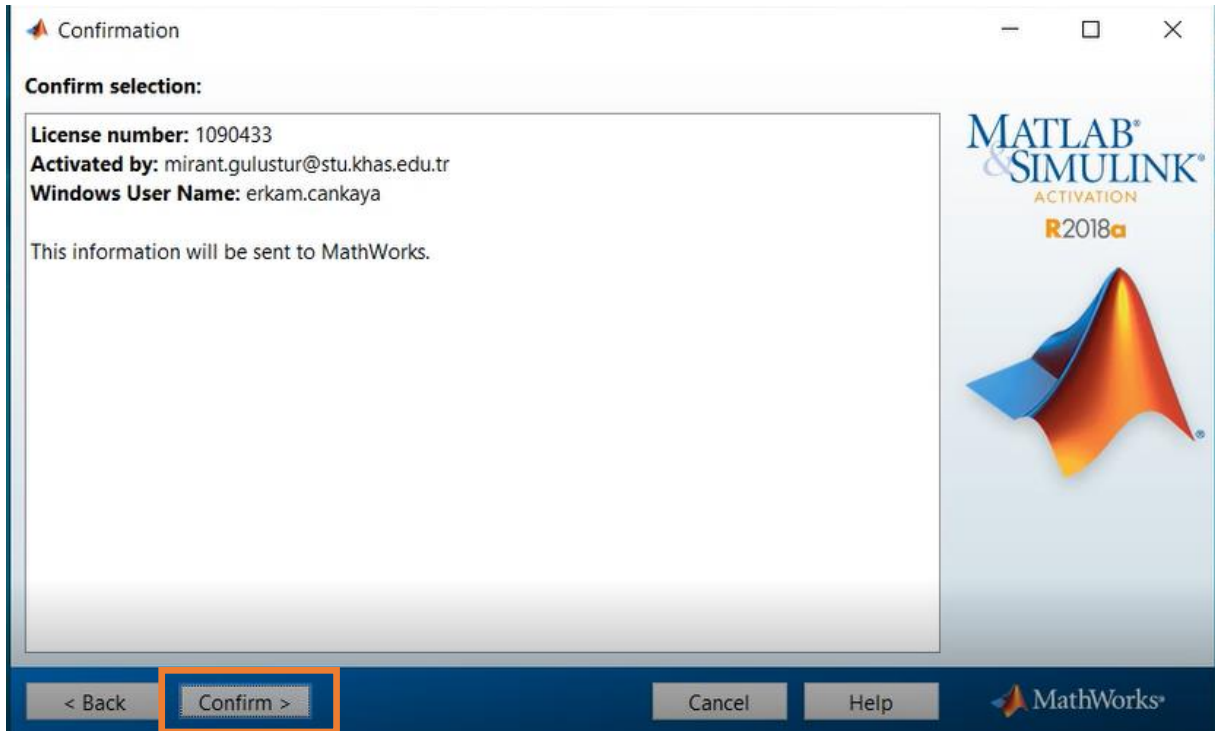 Confirmation
Confirm selection:
License number: 1090433
Activated by: mirant.gulustur@stu.khas.edu.tr
Windows User Name: erkam.cankaya
This information will be sent to MathWorks.
MATLAB®
&SIMULINK®
ACTIVATION
R2018a
®
< Back
Confirm >
Cancel
Help
MathWorks®